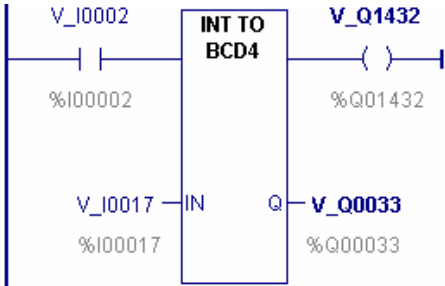 V_I0002 INT TO V_Q1432
BCD4
%I00002 %Q01432
V_I0017 IN Q V_Q0033
%I00017 %Q00033